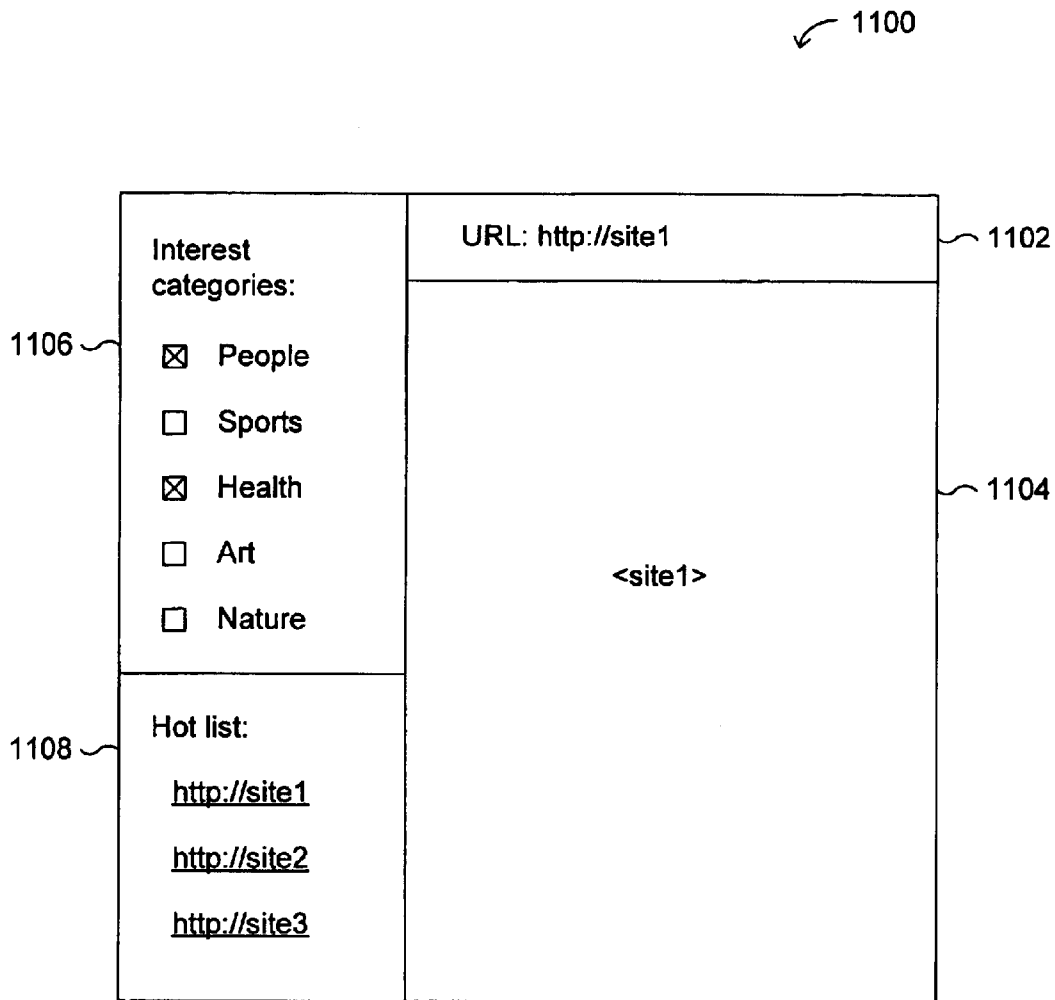 1100
Interest
categories:
People
Sports
Health
Art
Nature
Hot list:
http://site1
http://site2
http://site3
URL: http://site1
<site1>
1102
1104
1106
1108